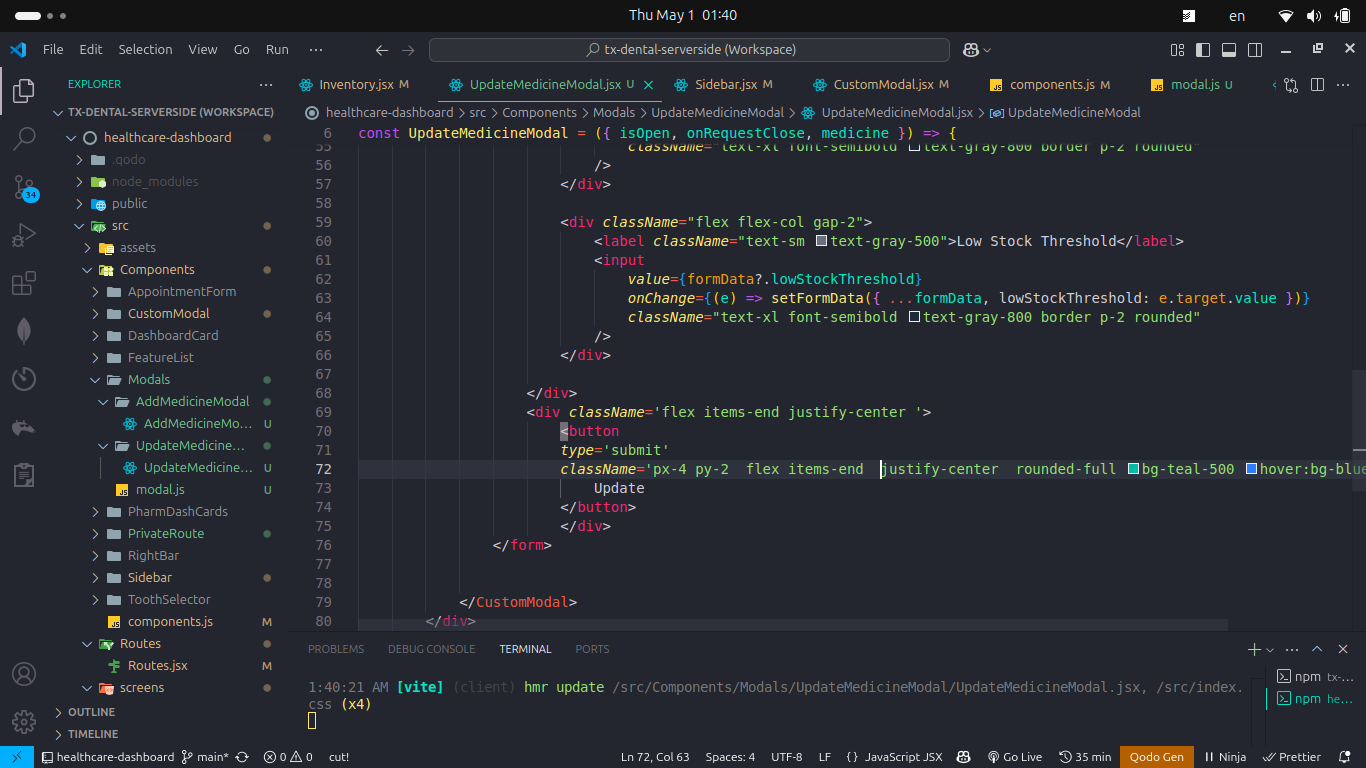 Thu May 1 01:40
en
File Edit Selection View Go Run ···
tx-dental-serverside (Workspace)
EXPLORER
Inventory.jsx M
UpdateMedicineModal.jsx U
Sidebar.jsx M
CustomModal.jsx M
components.js M
modal.js U
TX-DENTAL-SERVERSIDE (WORKSPACE)
healthcare-dashboard > src > Components > Modals > UpdateMedicineModal > UpdateMedicineModal.jsx > UpdateMedicineModal
healthcare-dashboard
.qodo
node_modules
public
src
assets
Components
AppointmentForm
CustomModal
DashboardCard
FeatureList
Modals
AddMedicineModal
AddMedicineMo... U
UpdateMedicine...
UpdateMedicine... U
modal.js U
PharmDashCards
PrivateRoute
RightBar
Sidebar
ToothSelector
components.js M
Routes
Routes.jsx M
screens
OUTLINE
TIMELINE
34
6 const UpdateMedicineModal = ({ isOpen, onRequestClose, medicine }) => {
55 className="text-xl font-semibold text-gray-800 border p-2 rounded"
56 />
57 </div>
58
59 <div className="flex flex-col gap-2">
60 <label className="text-sm text-gray-500">Low Stock Threshold</label>
61 <input
62 value={formData?.lowStockThreshold}
63 onChange={(e) => setFormData({ ...formData, lowStockThreshold: e.target.value })}
64 className="text-xl font-semibold text-gray-800 border p-2 rounded"
65 />
66 </div>
67
68 </div>
69 <div className='flex items-end justify-center '>
70 <button
71 type='submit'
72 className='px-4 py-2  flex items-end  justify-center  rounded-full bg-teal-500 hover:bg-blue
73 Update
74 </button>
75 </div>
76 </form>
77
78
79 </CustomModal>
80 </div>
PROBLEMS DEBUG CONSOLE TERMINAL PORTS
1:40:21 AM [vite] (client) hmr update /src/Components/Modals/UpdateMedicineModal/UpdateMedicineModal.jsx, /src/index.
css (x4)
npm tx-...
npm he...
healthcare-dashboard main* 0 0 cut! Ln 72, Col 63 Spaces: 4 UTF-8 LF {} JavaScript JSX Go Live 35 min Qodo Gen Ninja Prettier